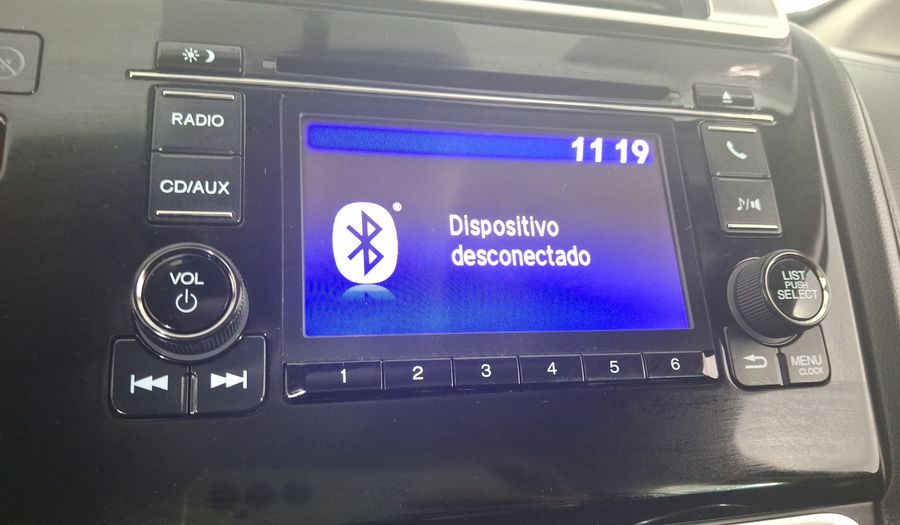 RADIO
CD/AUX
VOL
11 19
Dispositivo
desconectado
®
LIST
PUSH
SELECT
MENU
CLOCK
1 2 3 4 5 6